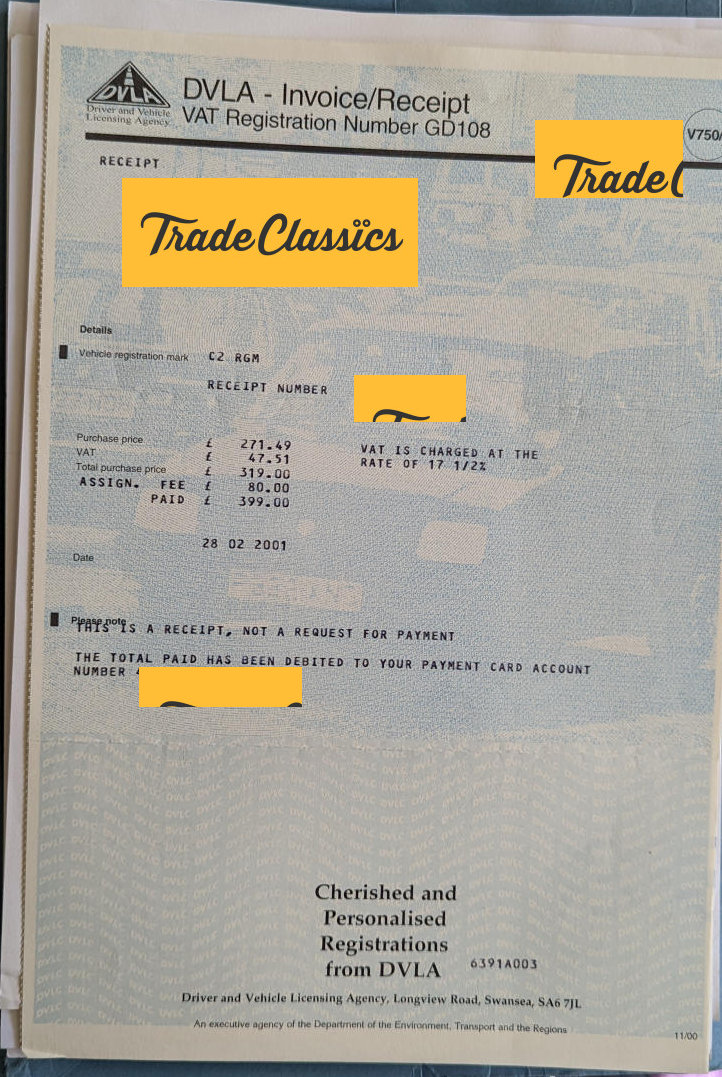 DVLA
Driver and Vehicle
Licensing Agency
DVLA - Invoice/Receipt
VAT Registration Number GD108
V750/
RECEIPT
Trade C
Trade Classïcs
Details
Vehicle registration mark C2 RGM
RECEIPT NUMBER
Purchase price £ 271.49 VAT IS CHARGED AT THE
VAT £ 47.51 RATE OF 17 1/2%
Total purchase price £ 319.00
ASSIGN. FEE £ 80.00
PAID £ 399.00
28 02 2001
Date
Please note
THIS IS A RECEIPT, NOT A REQUEST FOR PAYMENT
THE TOTAL PAID HAS BEEN DEBITED TO YOUR PAYMENT CARD ACCOUNT
NUMBER
Cherished and
Personalised
Registrations
from DVLA 6391A003
Driver and Vehicle Licensing Agency, Longview Road, Swansea, SA6 7JL
An executive agency of the Department of the Environment, Transport and the Regions
11/00